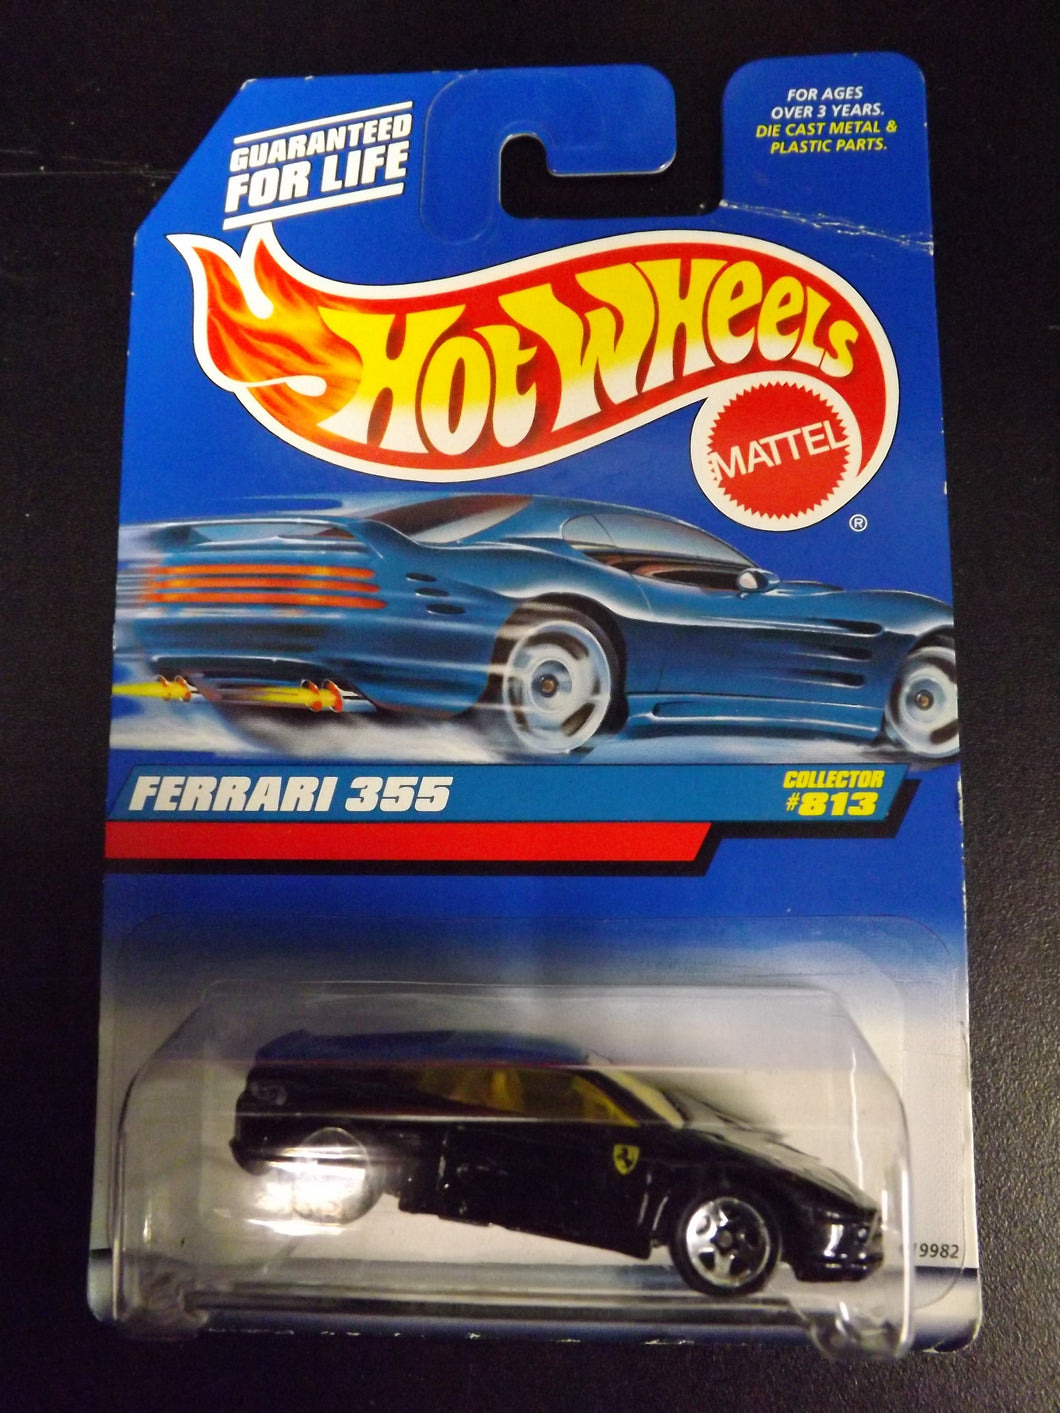 GUARANTEED
FOR LIFE
FOR AGES
OVER 3 YEARS.
DIE CAST METAL &
PLASTIC PARTS.
HOT WHEELS
MATTEL
®
FERRARI 355
COLLECTOR
#813
19982